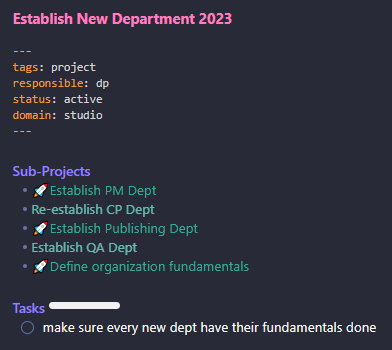 Establish New Department 2023
---
tags: project
responsible: dp
status: active
domain: studio
---
Sub-Projects
• 🚀Establish PM Dept
• Re-establish CP Dept
• 🚀Establish Publishing Dept
• Establish QA Dept
• 🚀Define organization fundamentals
Tasks
make sure every new dept have their fundamentals done